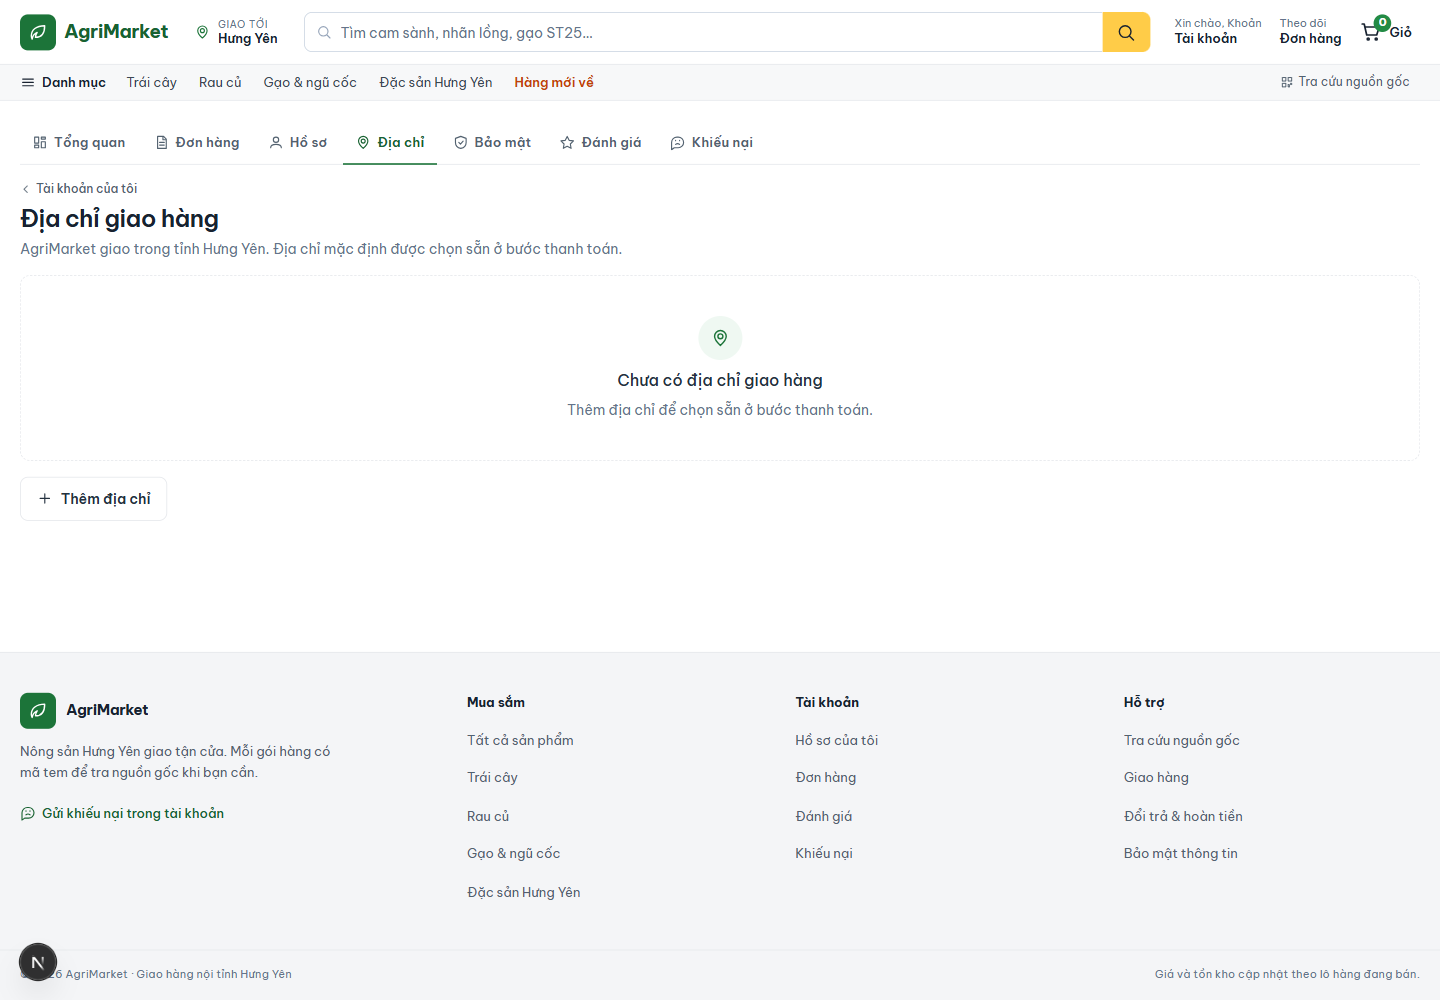 AgriMarket
GIAO TỚI
Hưng Yên
Tìm cam sành, nhãn lồng, gạo ST25...
Xin chào, Khoản
Tài khoản
Theo dõi
Đơn hàng
0
Giỏ
Danh mục
Trái cây
Rau củ
Gạo & ngũ cốc
Đặc sản Hưng Yên
Hàng mới về
Tra cứu nguồn gốc
Tổng quan
Đơn hàng
Hồ sơ
Địa chỉ
Bảo mật
Đánh giá
Khiếu nại
Tài khoản của tôi
Địa chỉ giao hàng
AgriMarket giao trong tỉnh Hưng Yên. Địa chỉ mặc định được chọn sẵn ở bước thanh toán.
Chưa có địa chỉ giao hàng
Thêm địa chỉ để chọn sẵn ở bước thanh toán.
Thêm địa chỉ
AgriMarket
Nông sản Hưng Yên giao tận cửa. Mỗi gói hàng có
mã tem để tra nguồn gốc khi bạn cần.
Gửi khiếu nại trong tài khoản
Mua sắm
Tất cả sản phẩm
Trái cây
Rau củ
Gạo & ngũ cốc
Đặc sản Hưng Yên
Tài khoản
Hồ sơ của tôi
Đơn hàng
Đánh giá
Khiếu nại
Hỗ trợ
Tra cứu nguồn gốc
Giao hàng
Đổi trả & hoàn tiền
Bảo mật thông tin
N
AgriMarket · Giao hàng nội tỉnh Hưng Yên
Giá và tồn kho cập nhật theo lô hàng đang bán.